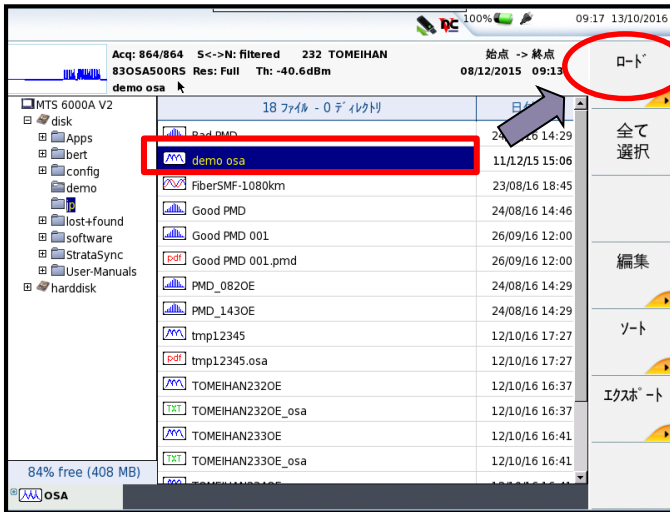 100%
09:17 13/10/2016
Acq: 864/864 S<->N: filtered 232 TOMEIHAN 始点 -> 終点
83OSA500RS Res: Full Th: -40.6dBm 08/12/2015 09:13
demo osa
ロード
全て
選択
編集
ソート
エクスポート
MTS 6000A V2
disk
Apps
bert
config
demo
jp
lost+found
software
StrataSync
User-Manuals
harddisk
84% free (408 MB)
OSA
18 ファイル - 0 ディレクトリ
Bad PMD 14:29
demo osa 11/12/15 15:06
FiberSMF-1080km 23/08/16 18:45
Good PMD 24/08/16 14:46
Good PMD 001 26/09/16 12:00
pdf Good PMD 001.pmd 26/09/16 12:00
PMD_082OE 24/08/16 14:29
PMD_143OE 24/08/16 14:29
tmp12345 12/10/16 17:27
pdf tmp12345.osa 12/10/16 17:27
TOMEIHAN232OE 12/10/16 16:37
TXT TOMEIHAN232OE_osa 12/10/16 16:37
TOMEIHAN233OE 12/10/16 16:41
TXT TOMEIHAN233OE_osa 12/10/16 16:41